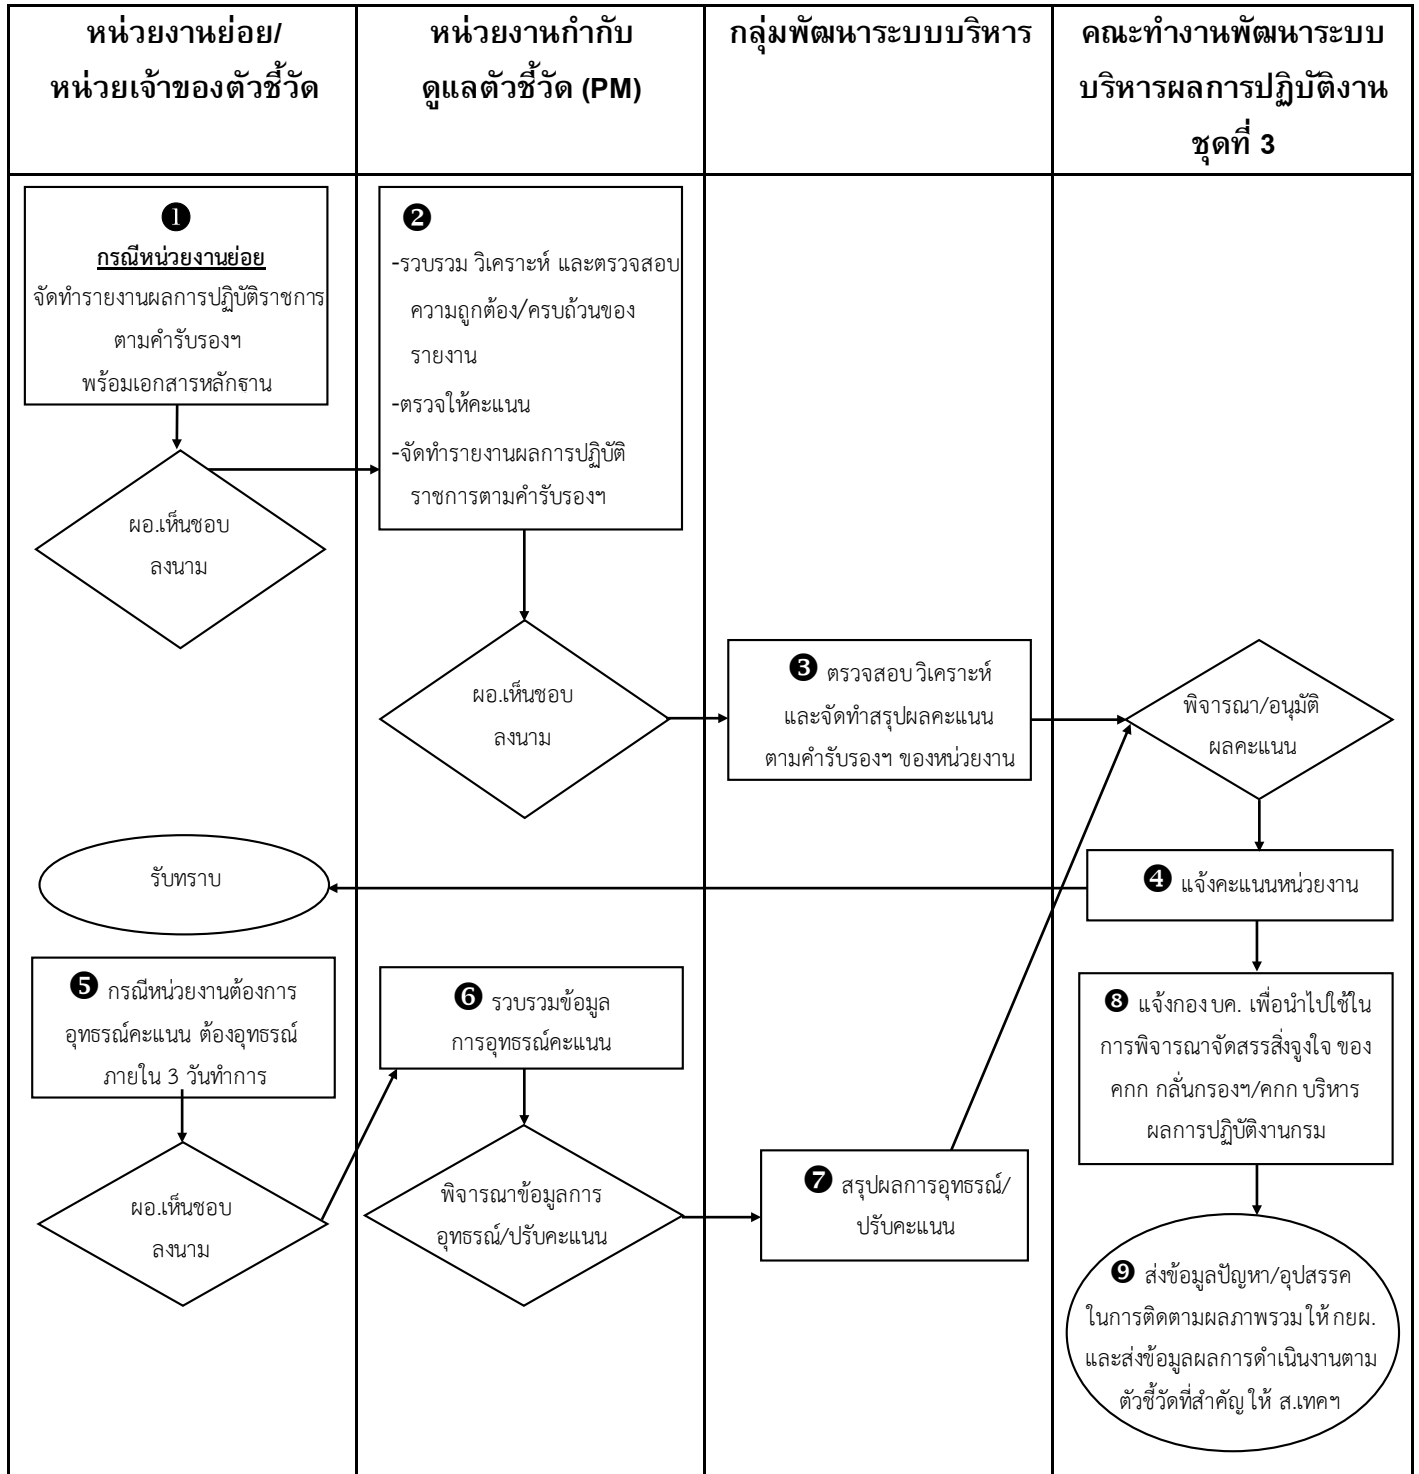 หน่วยงานย่อย/
หน่วยเจ้าของตัวชี้วัด
หน่วยงานกำกับ
ดูแลตัวชี้วัด (PM)
กลุ่มพัฒนาระบบบริหาร
คณะทำงานพัฒนาระบบ
บริหารผลการปฏิบัติงาน
ชุดที่ 3
❶
กรณีหน่วยงานย่อย
จัดทำรายงานผลการปฏิบัติราชการ
ตามคำรับรองฯ
พร้อมเอกสารหลักฐาน
ผอ.เห็นชอบ
ลงนาม
❷
-รวบรวม วิเคราะห์ และตรวจสอบ
ความถูกต้อง/ครบถ้วนของ
รายงาน
-ตรวจให้คะแนน
-จัดทำรายงานผลการปฏิบัติ
ราชการตามคำรับรองฯ
ผอ.เห็นชอบ
ลงนาม
❸ ตรวจสอบ วิเคราะห์
และจัดทำสรุปผลคะแนน
ตามคำรับรองฯ ของหน่วยงาน
พิจารณา/อนุมัติ
ผลคะแนน
❹ แจ้งคะแนนหน่วยงาน
รับทราบ
❺ กรณีหน่วยงานต้องการ
อุทธรณ์คะแนน ต้องอุทธรณ์
ภายใน 3 วันทำการ
ผอ.เห็นชอบ
ลงนาม
❻ รวบรวมข้อมูล
การอุทธรณ์คะแนน
พิจารณาข้อมูลการ
อุทธรณ์/ปรับคะแนน
❼ สรุปผลการอุทธรณ์/
ปรับคะแนน
❽ แจ้งกอง บค. เพื่อนำไปใช้ใน
การพิจารณาจัดสรรสิ่งจูงใจ ของ
คกก กลั่นกรองฯ/คกก บริหาร
ผลการปฏิบัติงานกรม
❾ ส่งข้อมูลปัญหา/อุปสรรค
ในการติดตามผลภาพรวม ให้ กยผ.
และส่งข้อมูลผลการดำเนินงานตาม
ตัวชี้วัดที่สำคัญ ให้ ส.เทคฯ